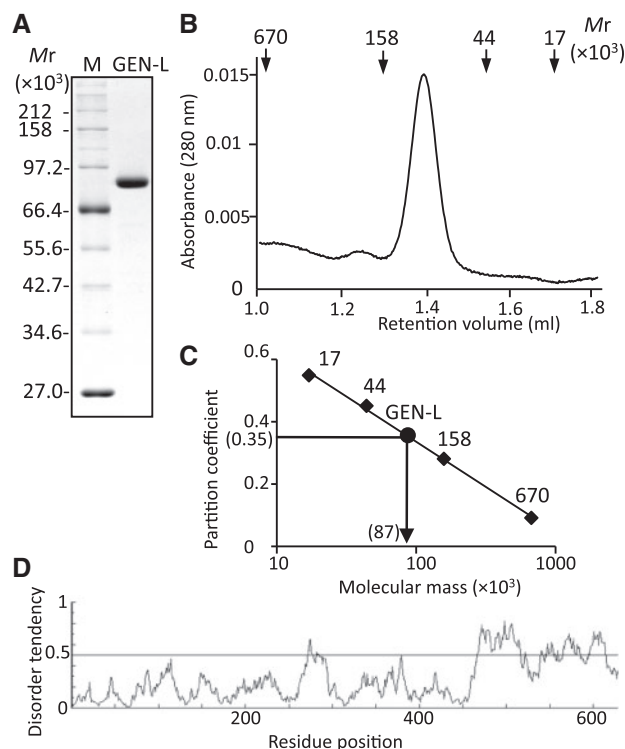 A
Mr
(×10³)
M GEN-L
212 -
158 -
97.2-
66.4-
55.6-
42.7-
34.6-
27.0-
B
670 158 44 17 Mr
(×10³)
Absorbance (280 nm)
0.015
0.01
0.005
0
1.0 1.2 1.4 1.6 1.8
Retention volume (ml)
C
Partition coefficient
0.6
0.4
(0.35)
0.2
0
17
44
GEN-L
158
670
(87)
10 100 1000
Molecular mass (×10³)
D
Disorder tendency
1
0.5
0
200 400 600
Residue position